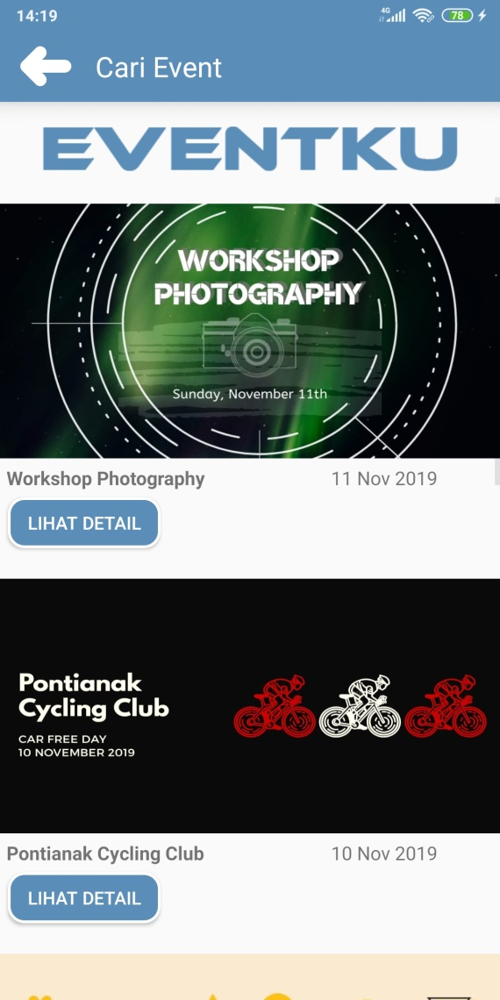 14:19
4G
78
Cari Event
EVENTKU
WORKSHOP
PHOTOGRAPHY
Sunday, November 11th
Workshop Photography 11 Nov 2019
LIHAT DETAIL
Pontianak
Cycling Club
CAR FREE DAY
10 NOVEMBER 2019
Pontianak Cycling Club 10 Nov 2019
LIHAT DETAIL